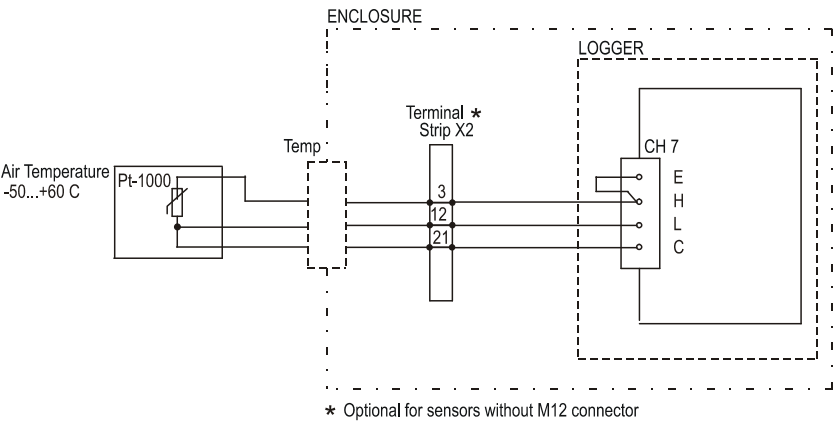 ENCLOSURE
LOGGER
Terminal *
Strip X2
Temp
CH 7
Air Temperature
-50...+60 C
Pt-1000
3
12
21
E
H
L
C
* Optional for sensors without M12 connector